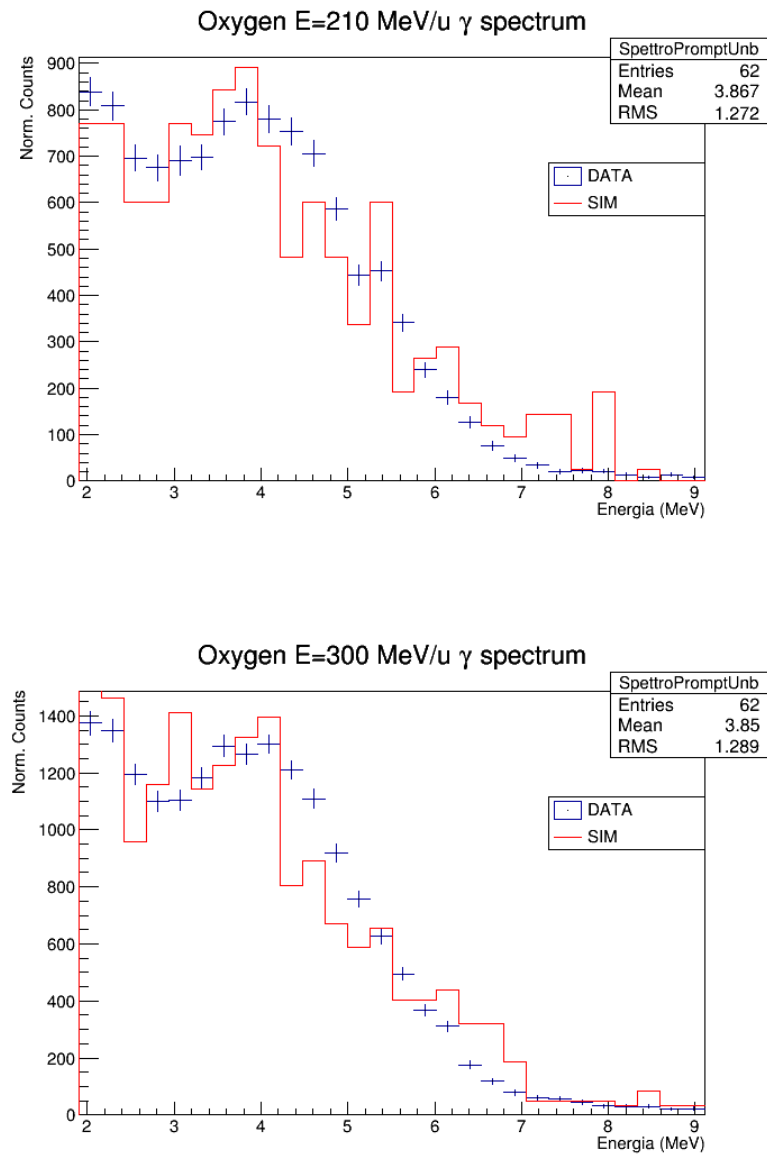 Oxygen E=210 MeV/u γ spectrum
SpettroPromptUnb
Entries 62
Mean 3.867
RMS 1.272
DATA
SIM
Norm. Counts
900
800
700
600
500
400
300
200
100
0
2 3 4 5 6 7 8 9
Energia (MeV)
Oxygen E=300 MeV/u γ spectrum
SpettroPromptUnb
Entries 62
Mean 3.85
RMS 1.289
DATA
SIM
Norm. Counts
1400
1200
1000
800
600
400
200
0
2 3 4 5 6 7 8 9
Energia (MeV)